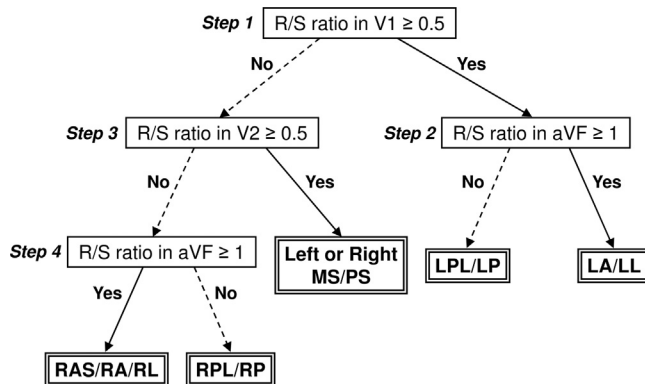 Step 1 R/S ratio in V1 ≥ 0.5
No
Yes
Step 3 R/S ratio in V2 ≥ 0.5
Step 2 R/S ratio in aVF ≥ 1
No
Yes
No
Yes
Step 4 R/S ratio in aVF ≥ 1
Left or Right
MS/PS
LPL/LP
LA/LL
Yes
No
RAS/RA/RL
RPL/RP